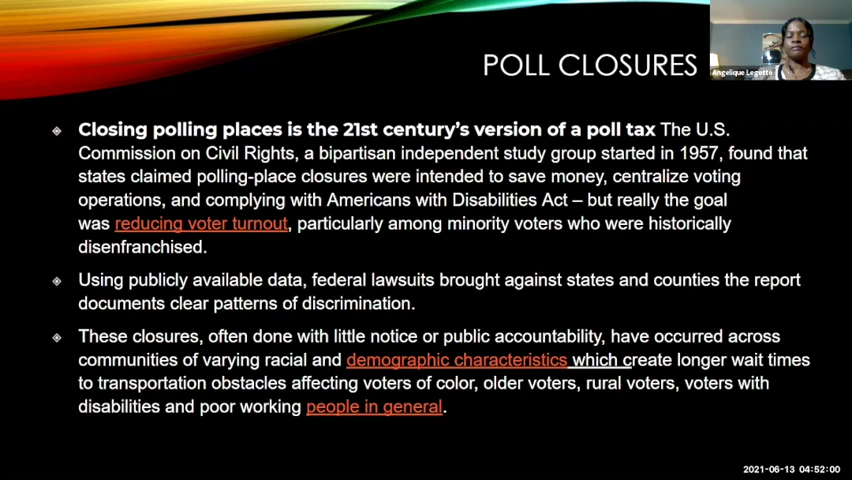 POLL CLOSURES
Angelique Legette
Closing polling places is the 21st century's version of a poll tax The U.S.
Commission on Civil Rights, a bipartisan independent study group started in 1957, found that
states claimed polling-place closures were intended to save money, centralize voting
operations, and complying with Americans with Disabilities Act – but really the goal
was reducing voter turnout, particularly among minority voters who were historically
disenfranchised.
Using publicly available data, federal lawsuits brought against states and counties the report
documents clear patterns of discrimination.
These closures, often done with little notice or public accountability, have occurred across
communities of varying racial and demographic characteristics which create longer wait times
to transportation obstacles affecting voters of color, older voters, rural voters, voters with
disabilities and poor working people in general.
2021-06-13 04:52:00